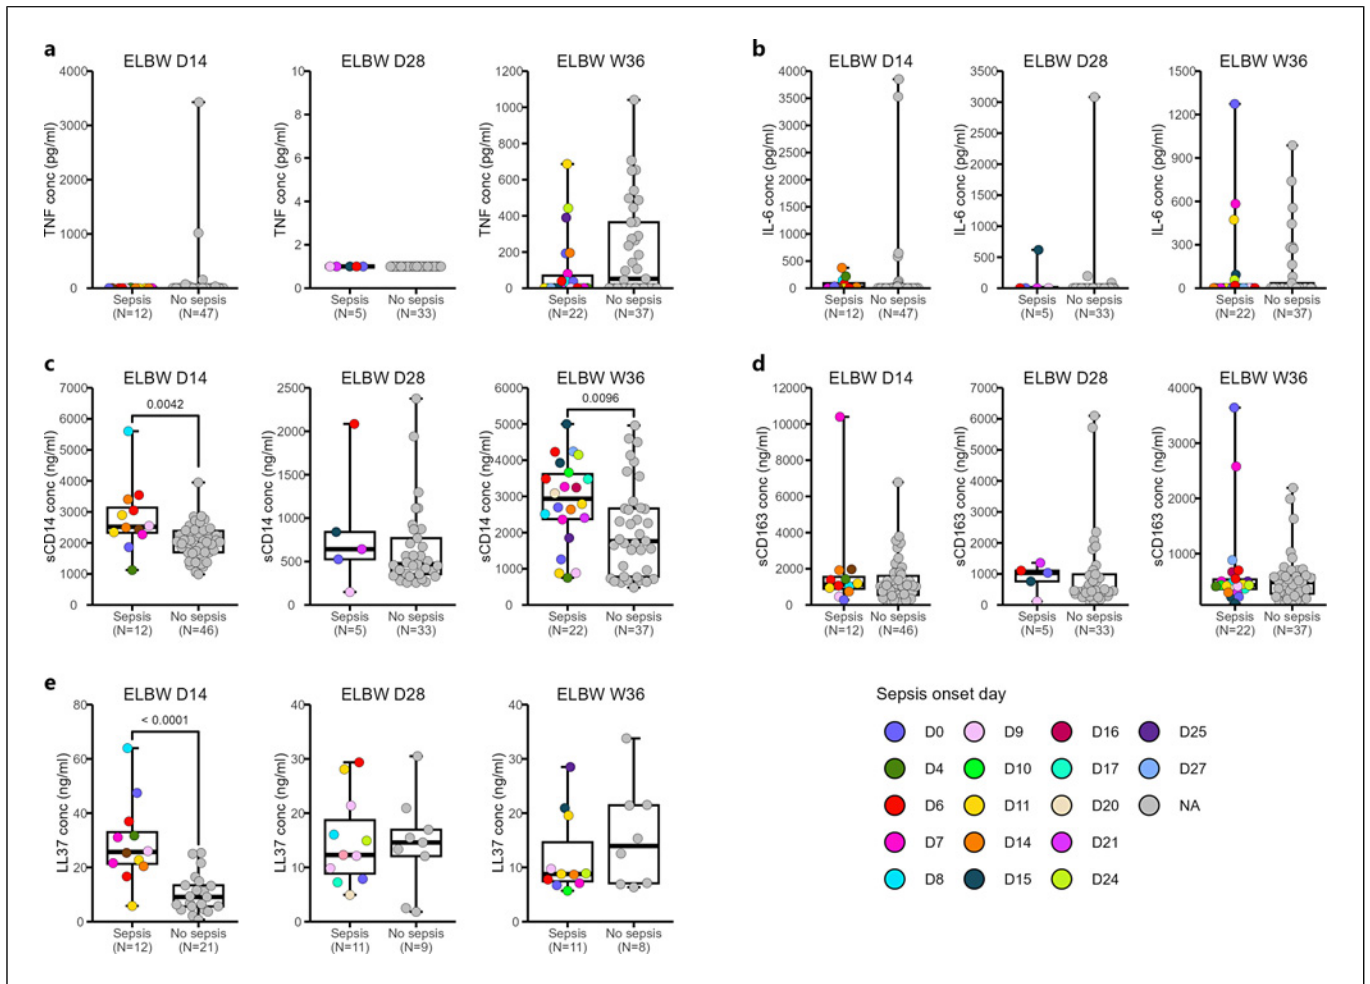 a
ELBW D14
TNF conc (pg/ml)
4000
3000
2000
1000
0
Sepsis
(N=12)
No sepsis
(N=47)
ELBW D28
TNF conc (pg/ml)
10
8
6
4
2
0
Sepsis
(N=5)
No sepsis
(N=33)
ELBW W36
TNF conc (pg/ml)
1200
1000
800
600
400
200
0
Sepsis
(N=22)
No sepsis
(N=37)
b
ELBW D14
IL-6 conc (pg/ml)
4000
3500
3000
2500
2000
1500
1000
500
0
Sepsis
(N=12)
No sepsis
(N=47)
ELBW D28
IL-6 conc (pg/ml)
3500
3000
2500
2000
1500
1000
500
0
Sepsis
(N=5)
No sepsis
(N=33)
ELBW W36
IL-6 conc (pg/ml)
1500
1200
900
600
300
0
Sepsis
(N=22)
No sepsis
(N=37)
c
ELBW D14
sCD14 conc (ng/ml)
7000
6000
5000
4000
3000
2000
1000
0
0.0042
Sepsis
(N=12)
No sepsis
(N=46)
ELBW D28
sCD14 conc (ng/ml)
2500
2000
1500
1000
500
0
Sepsis
(N=5)
No sepsis
(N=33)
ELBW W36
sCD14 conc (ng/ml)
6000
5000
4000
3000
2000
1000
0
0.0096
Sepsis
(N=22)
No sepsis
(N=37)
d
ELBW D14
sCD163 conc (ng/ml)
12000
10000
8000
6000
4000
2000
0
Sepsis
(N=12)
No sepsis
(N=46)
ELBW D28
sCD163 conc (ng/ml)
7000
6000
5000
4000
3000
2000
1000
0
Sepsis
(N=5)
No sepsis
(N=33)
ELBW W36
sCD163 conc (ng/ml)
4000
3000
2000
1000
Sepsis
(N=22)
No sepsis
(N=37)
e
ELBW D14
LL37 conc (ng/ml)
80
60
40
20
0
< 0.0001
Sepsis
(N=12)
No sepsis
(N=21)
ELBW D28
LL37 conc (ng/ml)
40
30
20
10
0
Sepsis
(N=11)
No sepsis
(N=9)
ELBW W36
LL37 conc (ng/ml)
40
30
20
10
0
Sepsis
(N=11)
No sepsis
(N=8)
Sepsis onset day
D0 D9 D16 D25
D4 D10 D17 D27
D6 D11 D20 NA
D7 D14 D21
D8 D15 D24